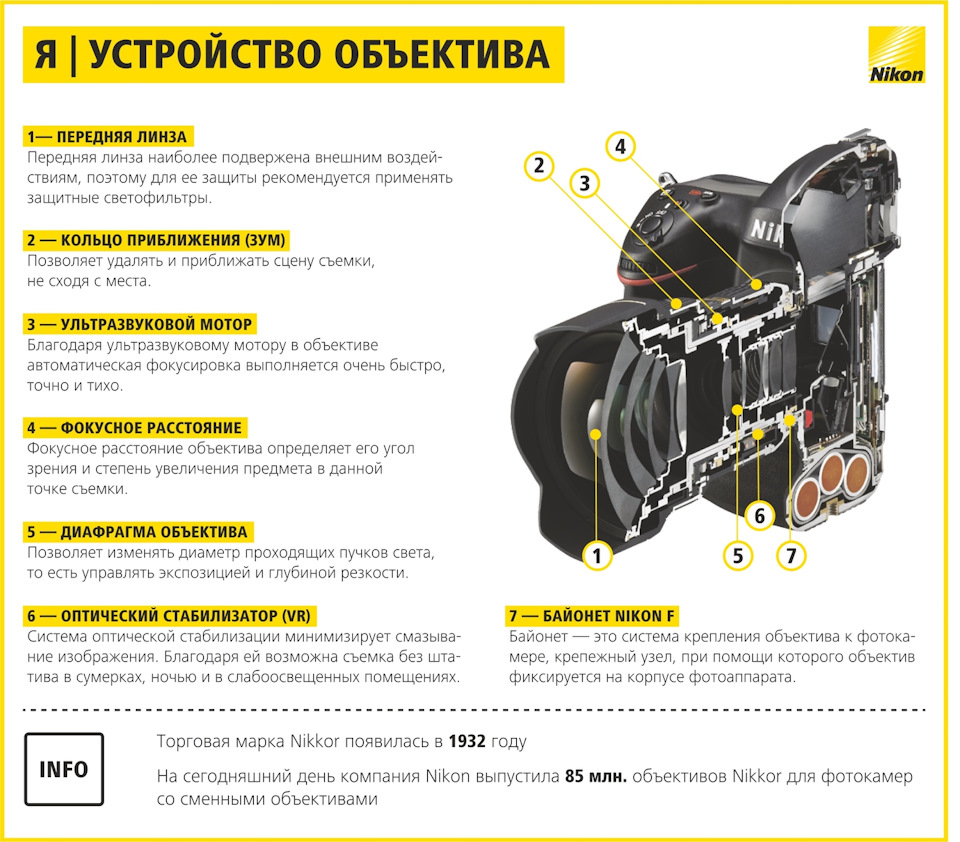 Я | УСТРОЙСТВО ОБЪЕКТИВА
Nikon
1— ПЕРЕДНЯЯ ЛИНЗА
Передняя линза наиболее подвержена внешним воздей-
ствиям, поэтому для ее защиты рекомендуется применять
защитные светофильтры.
2 — КОЛЬЦО ПРИБЛИЖЕНИЯ (ЗУМ)
Позволяет удалять и приближать сцену съемки,
не сходя с места.
3 — УЛЬТРАЗВУКОВОЙ МОТОР
Благодаря ультразвуковому мотору в объективе
автоматическая фокусировка выполняется очень быстро,
точно и тихо.
4 — ФОКУСНОЕ РАССТОЯНИЕ
Фокусное расстояние объектива определяет его угол
зрения и степень увеличения предмета в данной
точке съемки.
5 — ДИАФРАГМА ОБЪЕКТИВА
Позволяет изменять диаметр проходящих пучков света,
то есть управлять экспозицией и глубиной резкости.
6 — ОПТИЧЕСКИЙ СТАБИЛИЗАТОР (VR)
Система оптической стабилизации минимизирует смазыва-
ние изображения. Благодаря ей возможна съемка без шта-
тива в сумерках, ночью и в слабоосвещенных помещениях.
4
2
3
Nik
6
1
5
7
7 — БАЙОНЕТ NIKON F
Байонет — это система крепления объектива к фотока-
мере, крепежный узел, при помощи которого объектив
фиксируется на корпусе фотоаппарата.
INFO
Торговая марка Nikkor появилась в 1932 году
На сегодняшний день компания Nikon выпустила 85 млн. объективов Nikkor для фотокамер
со сменными объективами